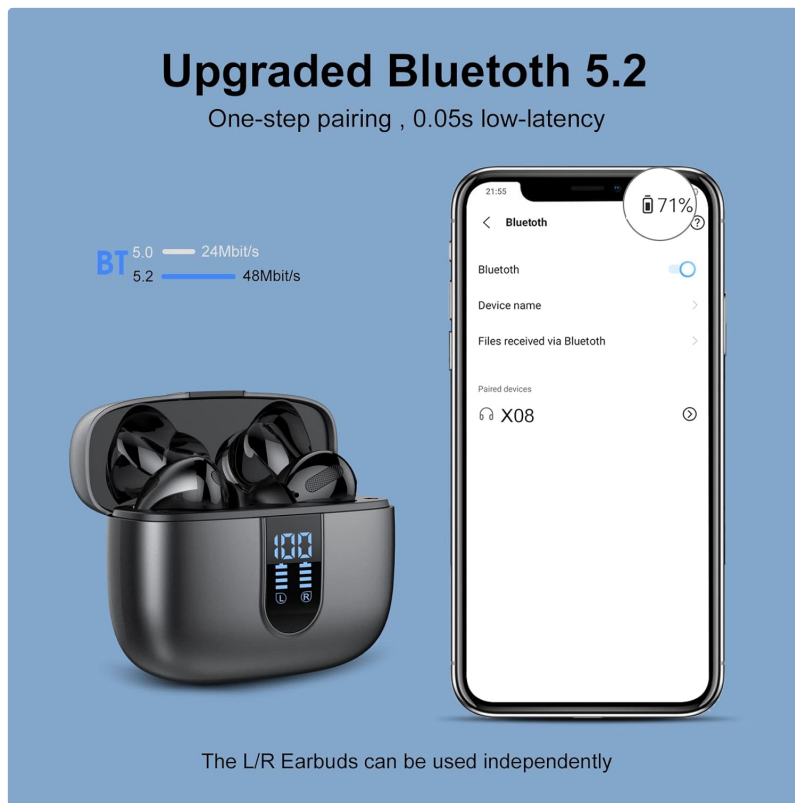 Upgraded Bluetoth 5.2
One-step pairing , 0.05s low-latency
BT
5.0 24Mbit/s
5.2 48Mbit/s
21:55
71%
Bluetoth
?
Bluetoth
Device name
Files received via Bluetoth
Paired devices
X08
100
L R
The L/R Earbuds can be used independently